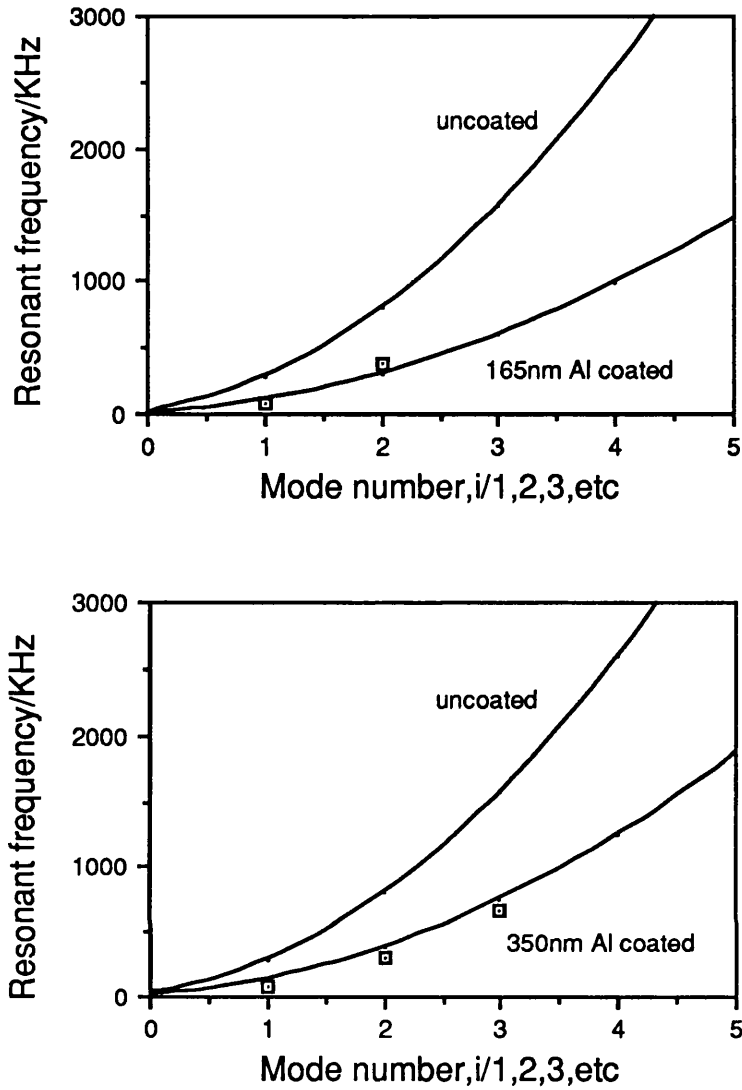 Resonant frequency/KHz
3000
2000
1000
0
uncoated
165nm Al coated
0 1 2 3 4 5
Mode number,i/1,2,3,etc
Resonant frequency/KHz
3000
2000
1000
0
uncoated
350nm Al coated
0 1 2 3 4 5
Mode number,i/1,2,3,etc